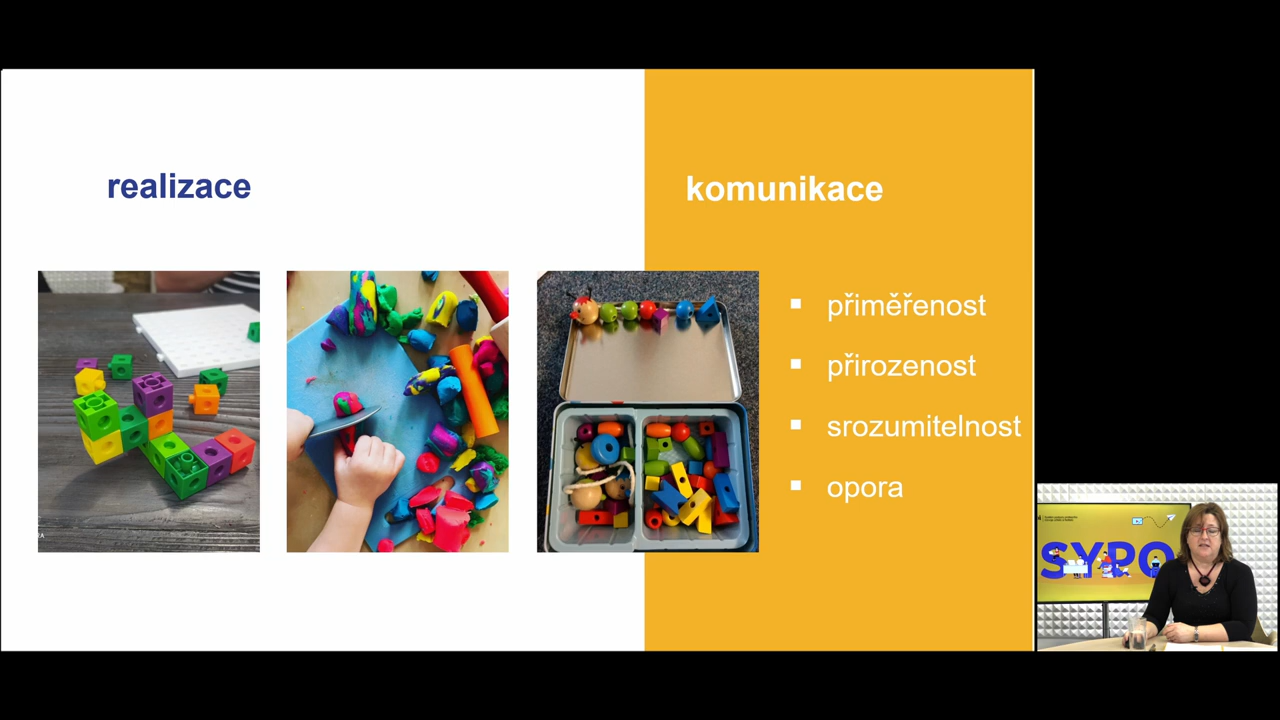 realizace
komunikace
přiměřenost
přirozenost
srozumitelnost
opora
SYPO